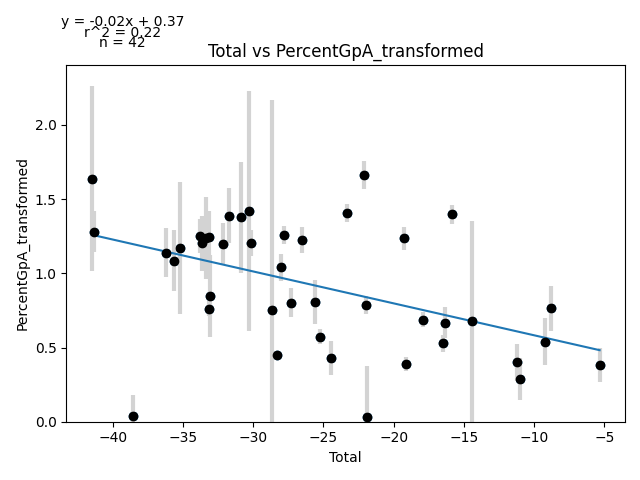 y = -0.02x + 0.37
r^2 = 0.22
n = 42
Total vs PercentGpA_transformed
PercentGpA_transformed
2.0
1.5
1.0
0.5
0.0
−40 −35 −30 −25 −20 −15 −10 −5
Total